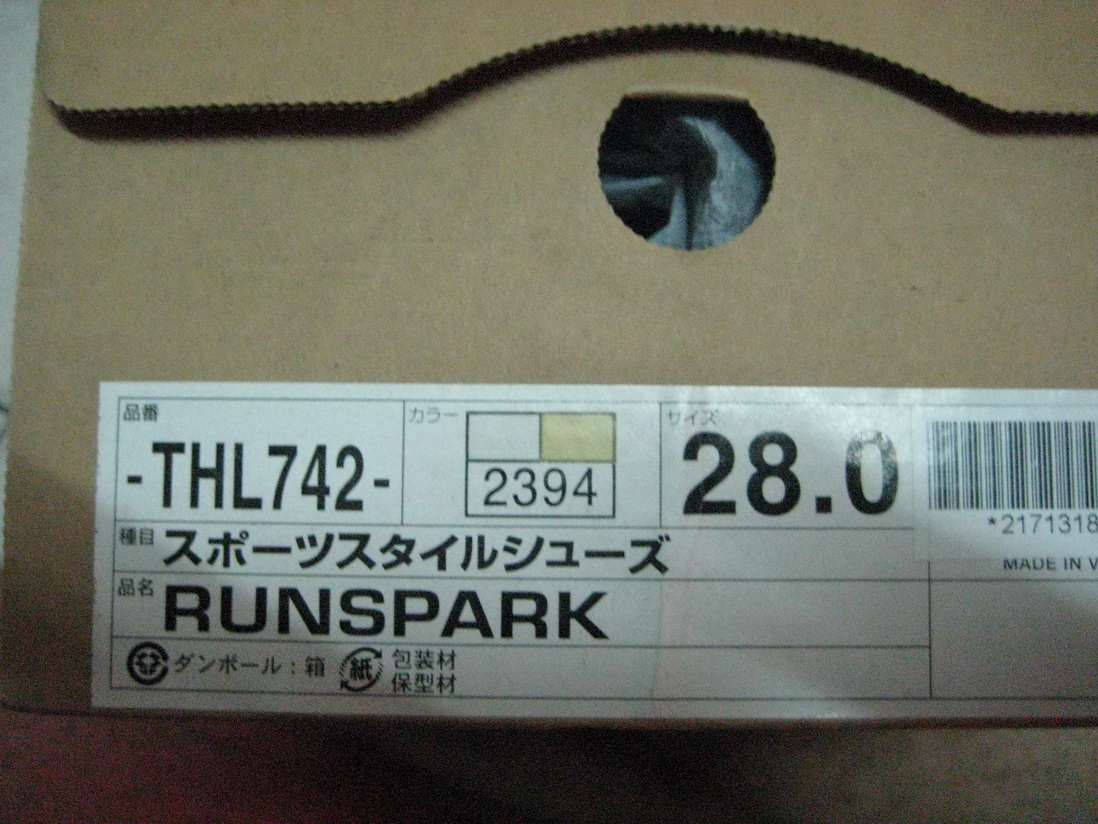 品番
-THL742-
カラー
2394
サイズ
28.0
*2171318
MADE IN V
種目 スポーツスタイルシューズ
品名 RUNSPARK
ダンボール：箱 紙 包装材
保型材